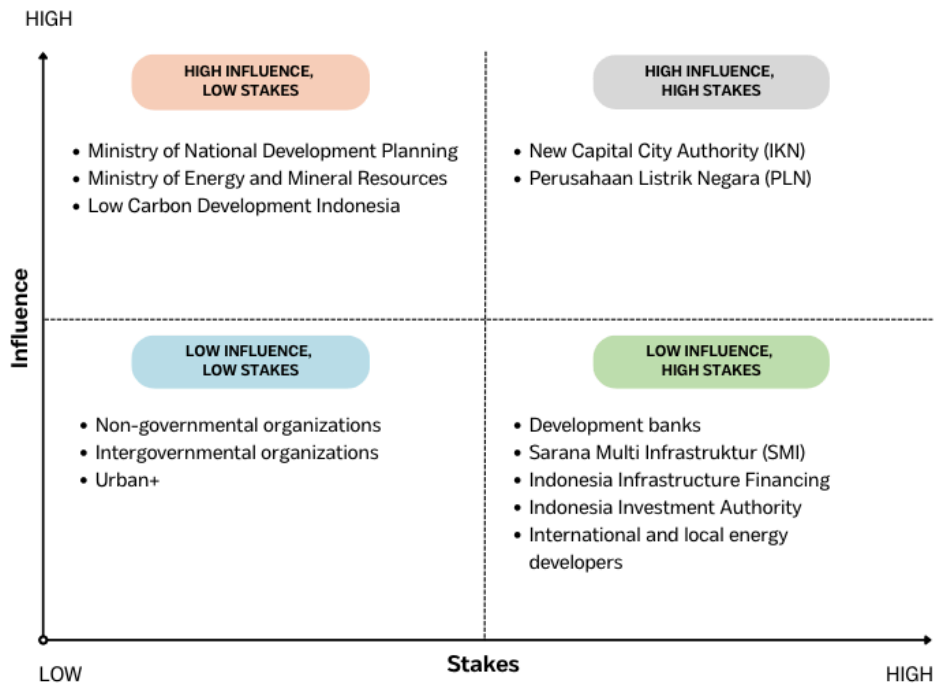 HIGH
HIGH INFLUENCE,
LOW STAKES
• Ministry of National Development Planning
• Ministry of Energy and Mineral Resources
• Low Carbon Development Indonesia
HIGH INFLUENCE,
HIGH STAKES
• New Capital City Authority (IKN)
• Perusahaan Listrik Negara (PLN)
Influence
LOW INFLUENCE,
LOW STAKES
• Non-governmental organizations
• Intergovernmental organizations
• Urban+
LOW INFLUENCE,
HIGH STAKES
• Development banks
• Sarana Multi Infrastruktur (SMI)
• Indonesia Infrastructure Financing
• Indonesia Investment Authority
• International and local energy
developers
LOW
Stakes
HIGH